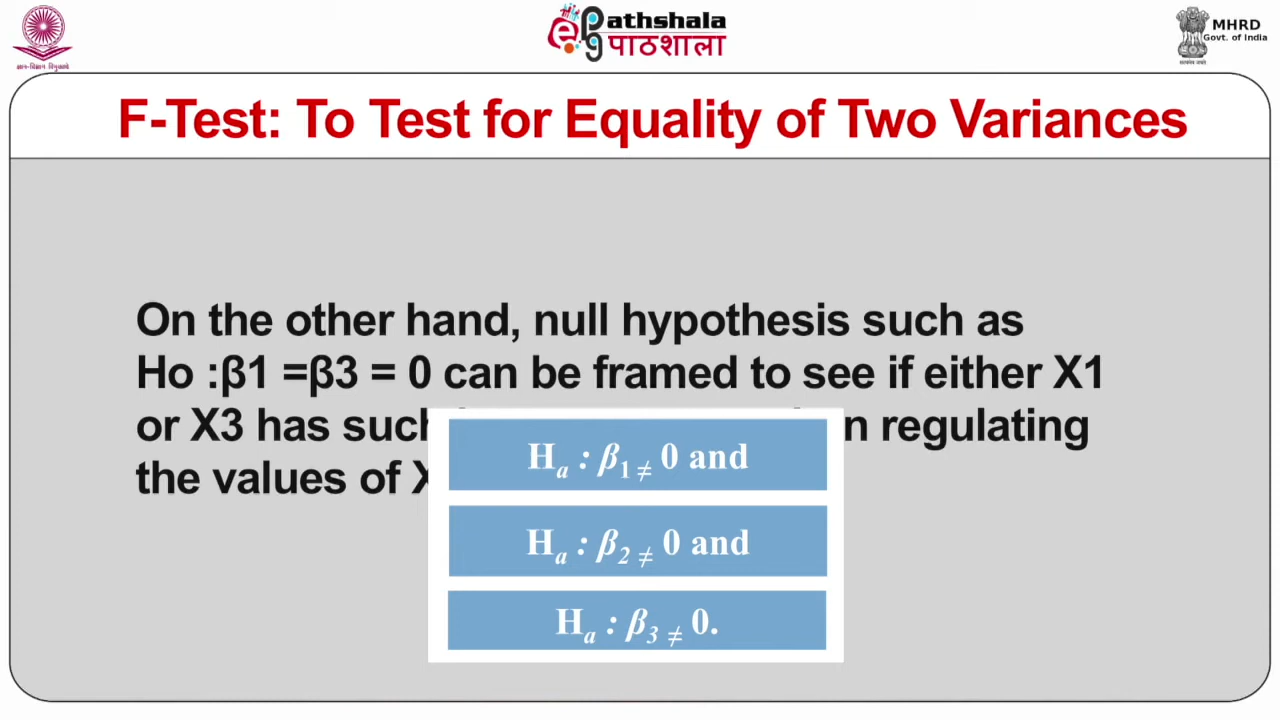 ePathshala
पाठशाला
MHRD
Govt. of India
F-Test: To Test for Equality of Two Variances
On the other hand, null hypothesis such as
Ho :β1 =β3 = 0 can be framed to see if either X1
or X3 has such regulating
the values of
Hₐ : β₁ ≠ 0 and
Hₐ : β₂ ≠ 0 and
Hₐ : β₃ ≠ 0.